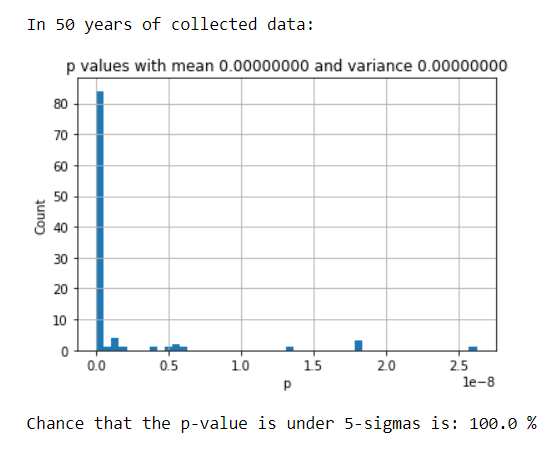 In 50 years of collected data:
p values with mean 0.00000000 and variance 0.00000000
80
70
60
50
40
30
20
10
0
Count
0.0 0.5 1.0 1.5 2.0 2.5
1e-8
p
Chance that the p-value is under 5-sigmas is: 100.0 %